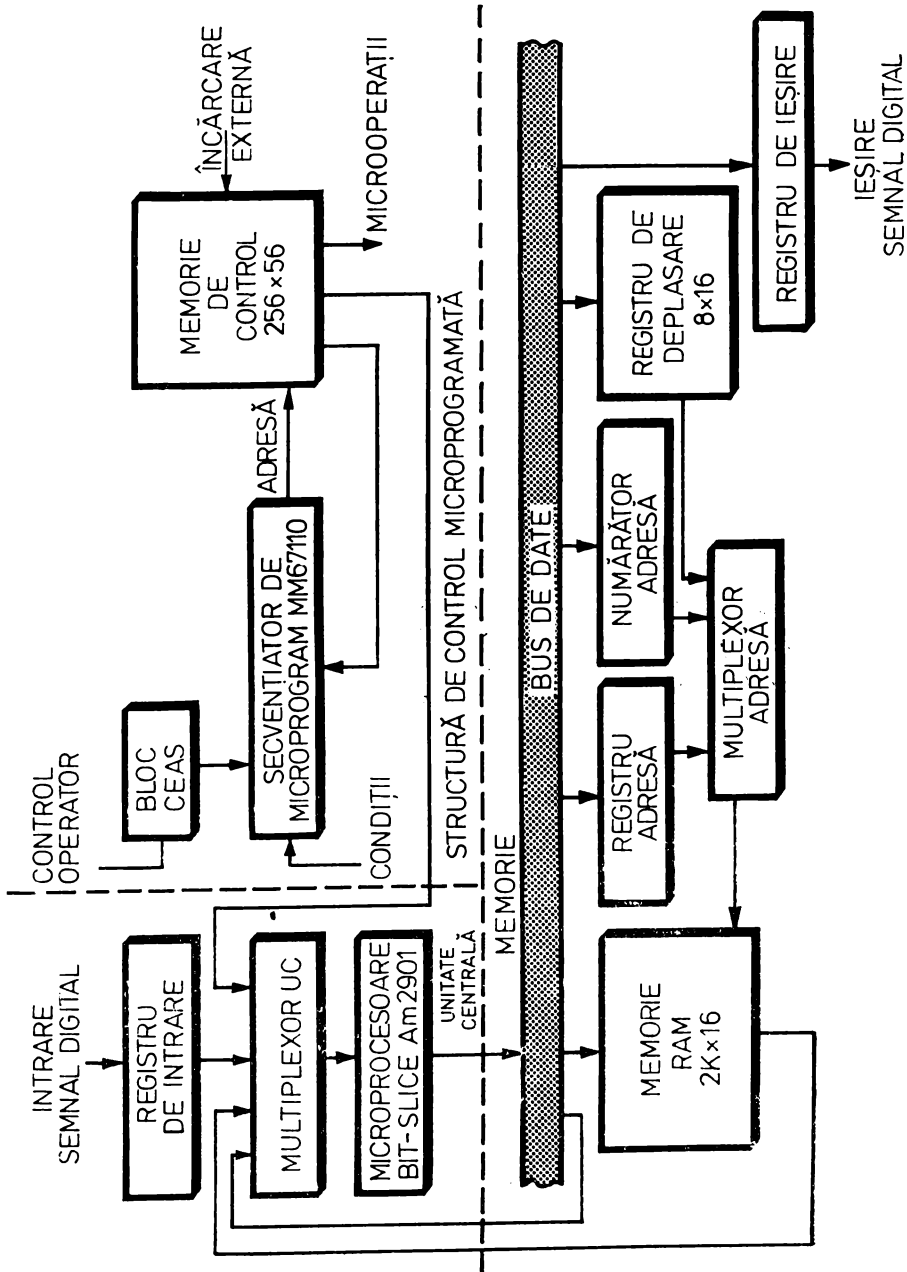 INTRARE
SEMNAL DIGITAL
REGISTRU
DE INTRARE
MULTIPLEXOR UC
MICROPROCESOARE
BIT-SLICE Am2901
UNITATE
CENTRALĂ
CONTROL
OPERATOR
BLOC
CEAS
SECVENȚIATOR DE
MICROPROGRAM MM67110
CONDIȚII
ADRESĂ
MEMORIE
DE
CONTROL
256×56
ÎNCĂRCARE
EXTERNĂ
MICROOPERAȚII
STRUCTURĂ DE CONTROL MICROPROGRAMATĂ
MEMORIE
BUS DE DATE
MEMORIE
RAM
2K×16
REGISTRU
ADRESĂ
NUMĂRĂTOR
ADRESĂ
REGISTRU DE
DEPLASARE
8×16
MULTIPLEXOR
ADRESĂ
REGISTRU DE IEȘIRE
IEȘIRE
SEMNAL DIGITAL